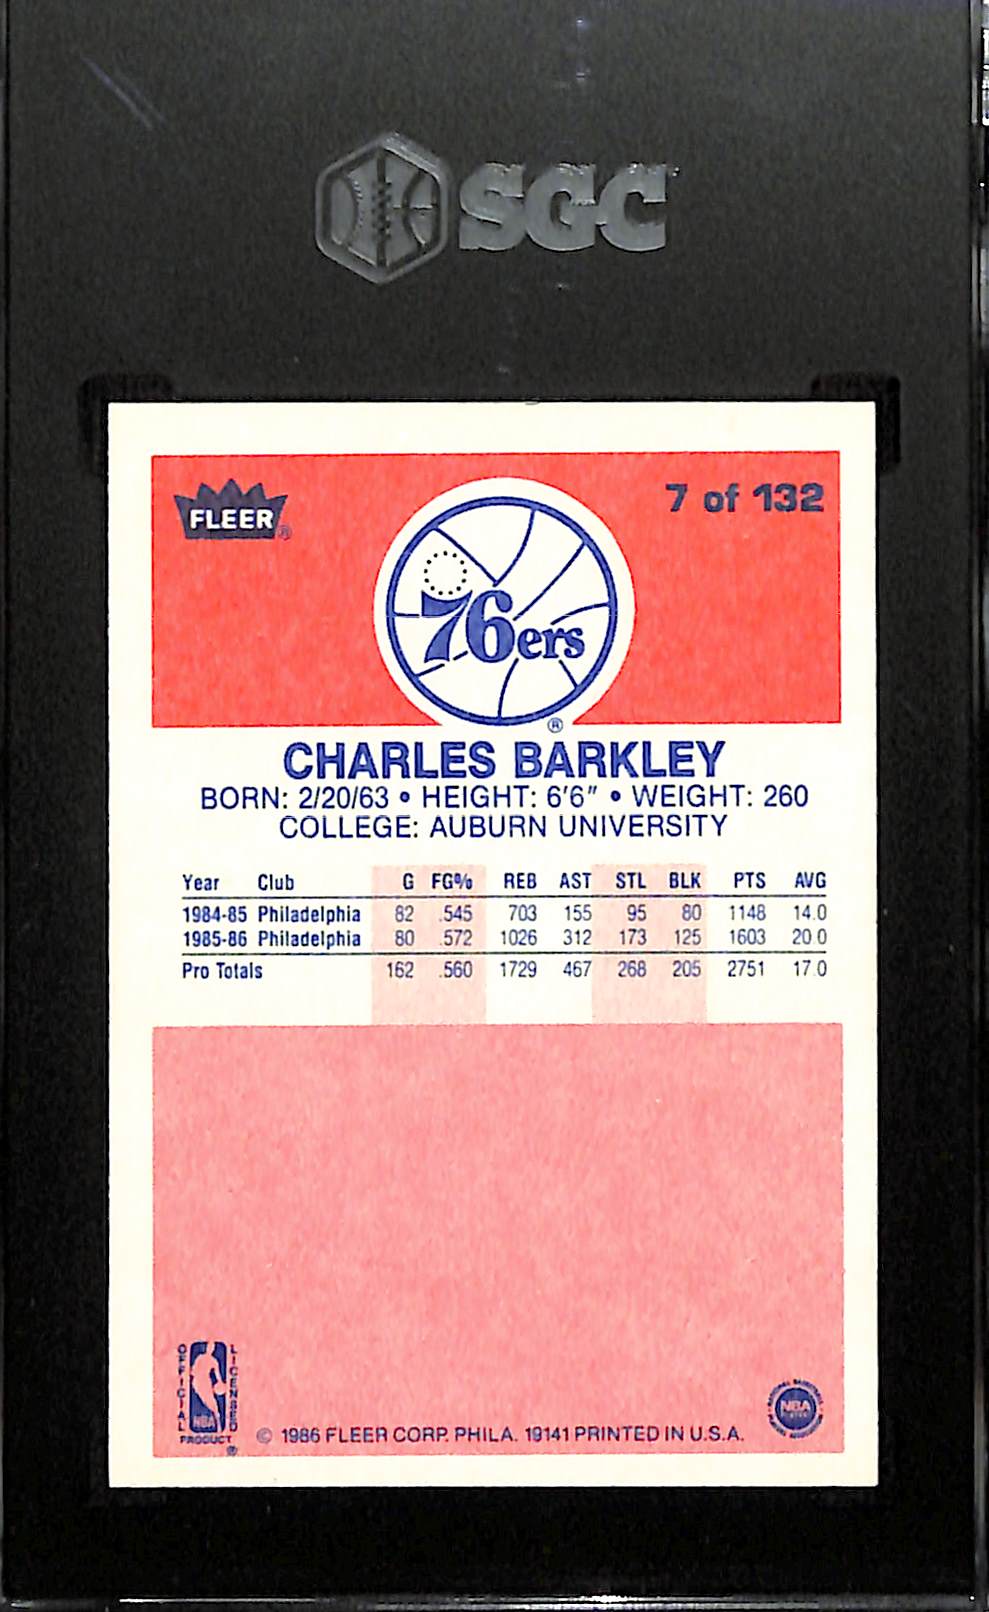 SGC
FLEER®
7 of 132
76ers
®
CHARLES BARKLEY
BORN: 2/20/63 • HEIGHT: 6'6" • WEIGHT: 260
COLLEGE: AUBURN UNIVERSITY
Year Club G FG% REB AST STL BLK PTS AVG
1984-85 Philadelphia 82 .545 703 155 95 80 1148 14.0
1985-86 Philadelphia 80 .572 1026 312 173 125 1603 20.0
Pro Totals 162 .560 1729 467 268 205 2751 17.0
OFFICIAL LICENSED
NBA
PRODUCT
®
© 1986 FLEER CORP. PHILA. 19141 PRINTED IN U.S.A.
NBA